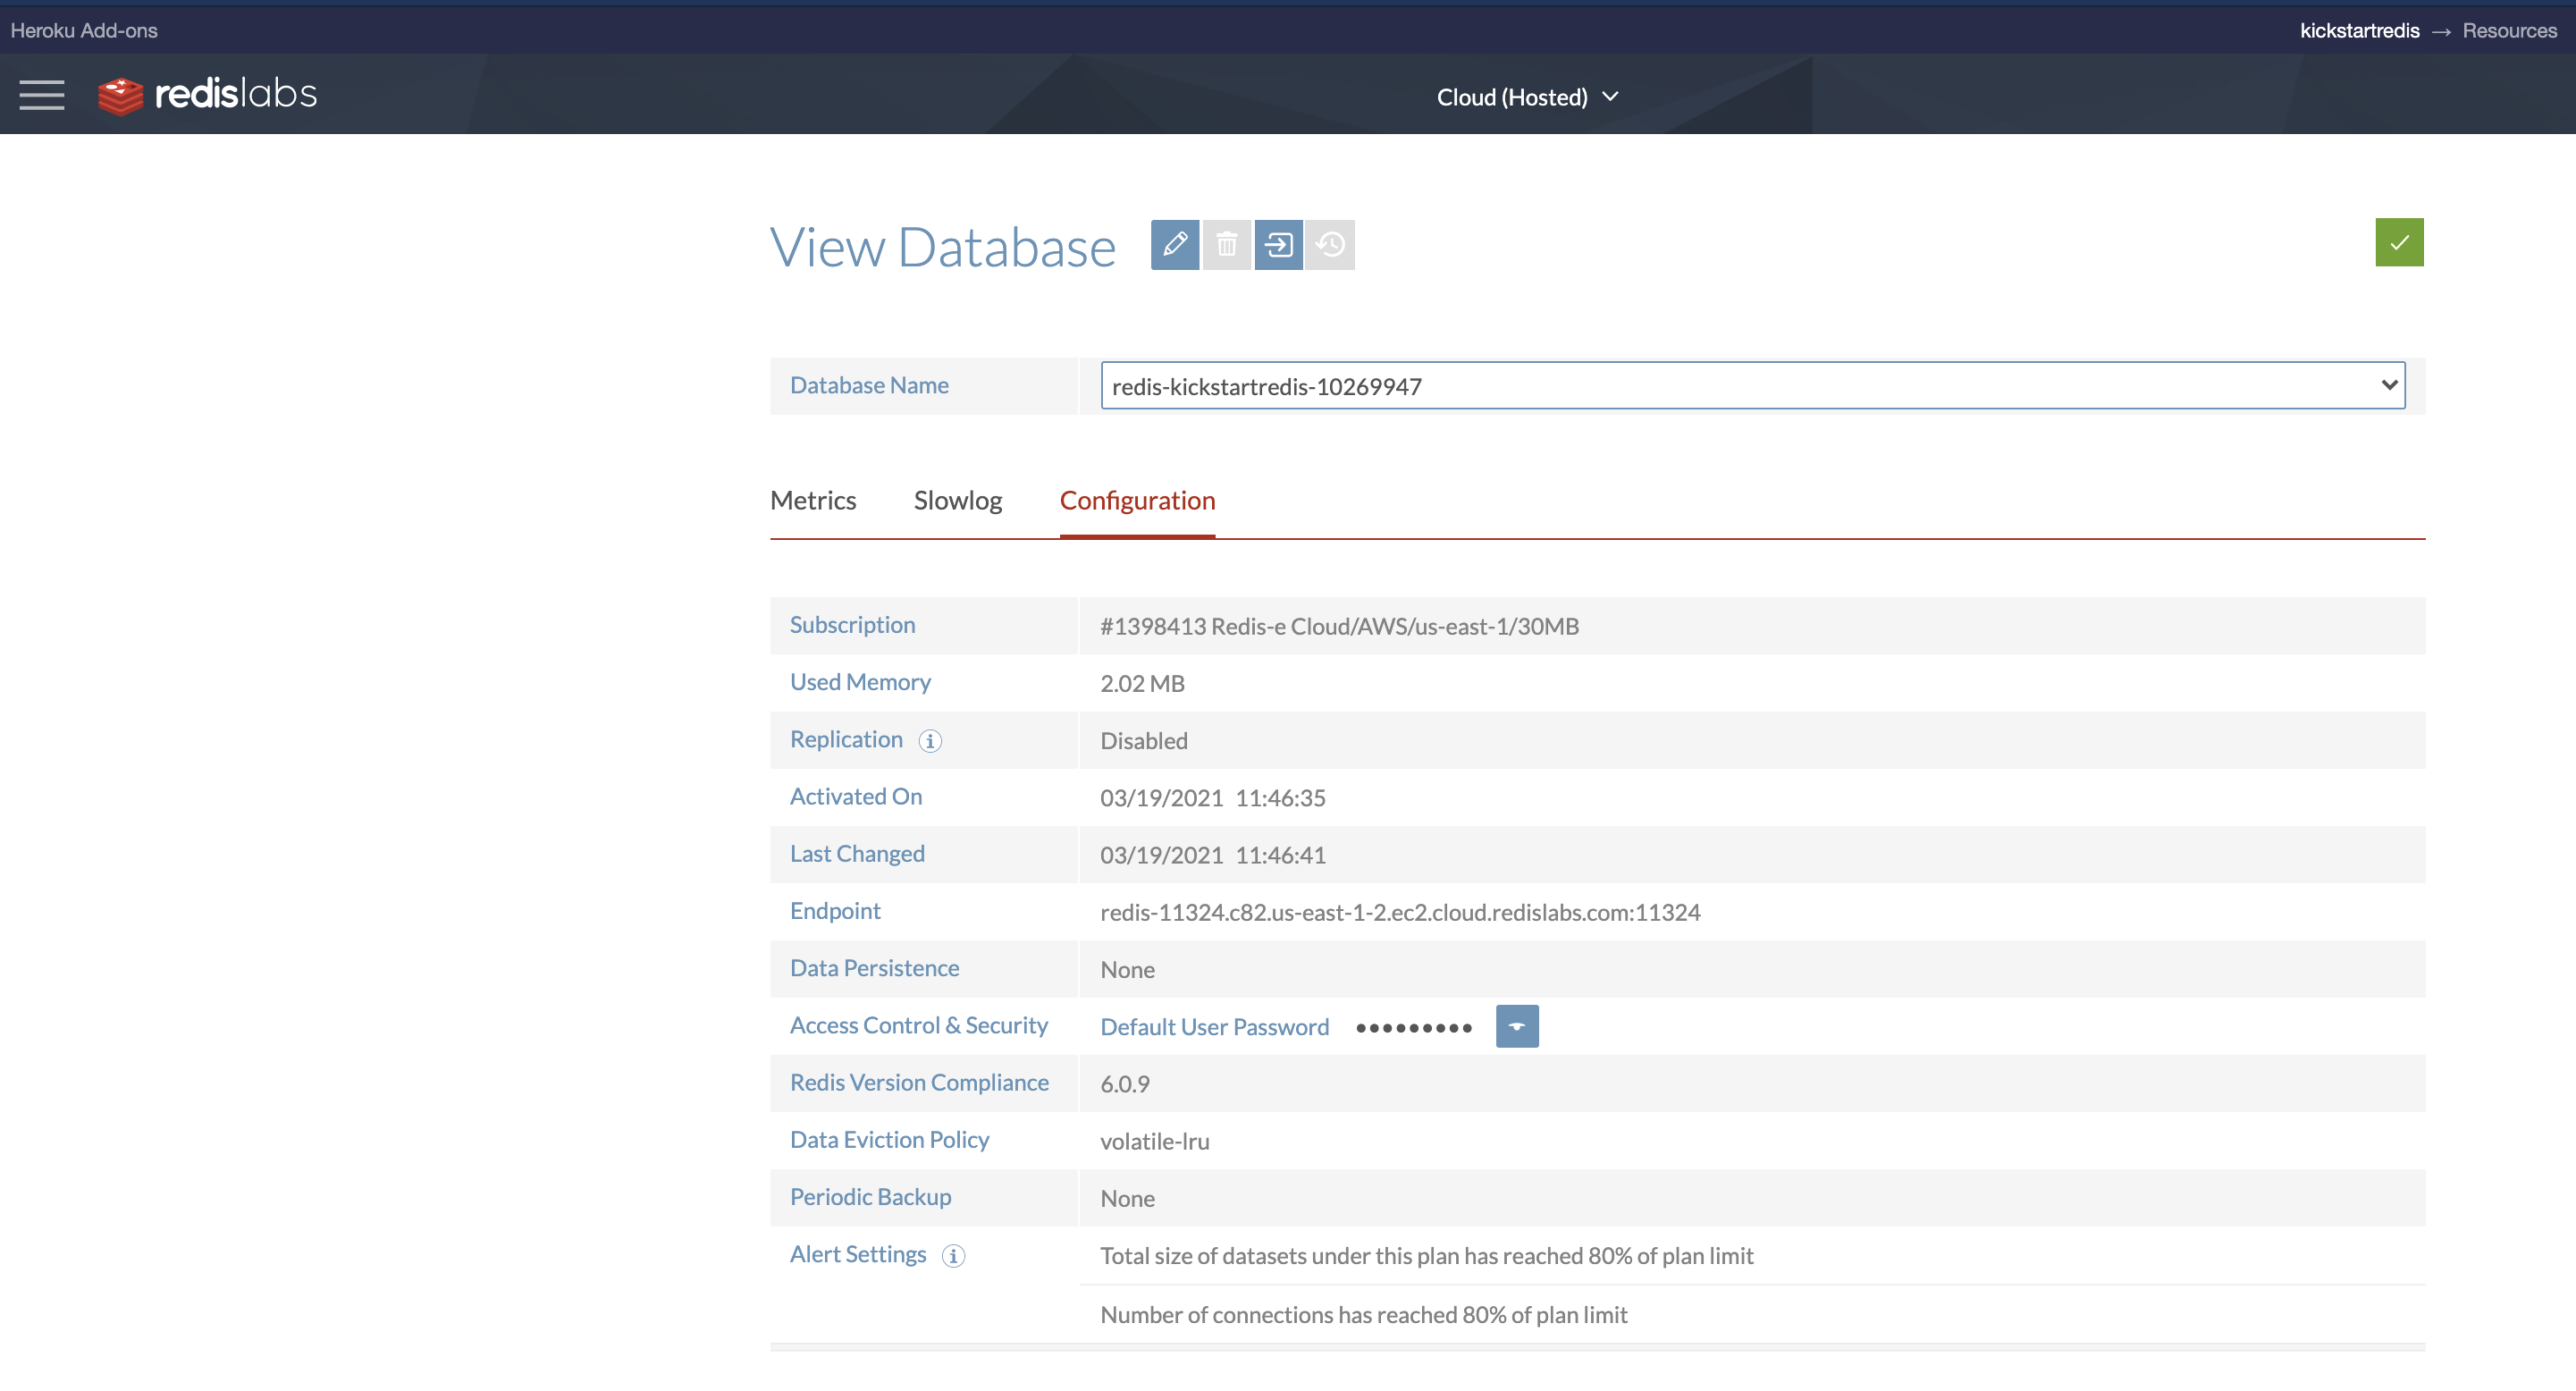 Heroku Add-ons
kickstartredis → Resources
redislabs
Cloud (Hosted)
View Database
Database Name redis-kickstartredis-10269947
Metrics Slowlog Configuration
Subscription #1398413 Redis-e Cloud/AWS/us-east-1/30MB
Used Memory 2.02 MB
Replication i Disabled
Activated On 03/19/2021 11:46:35
Last Changed 03/19/2021 11:46:41
Endpoint redis-11324.c82.us-east-1-2.ec2.cloud.redislabs.com:11324
Data Persistence None
Access Control & Security Default User Password •••••••••
Redis Version Compliance 6.0.9
Data Eviction Policy volatile-lru
Periodic Backup None
Alert Settings i Total size of datasets under this plan has reached 80% of plan limit
Number of connections has reached 80% of plan limit